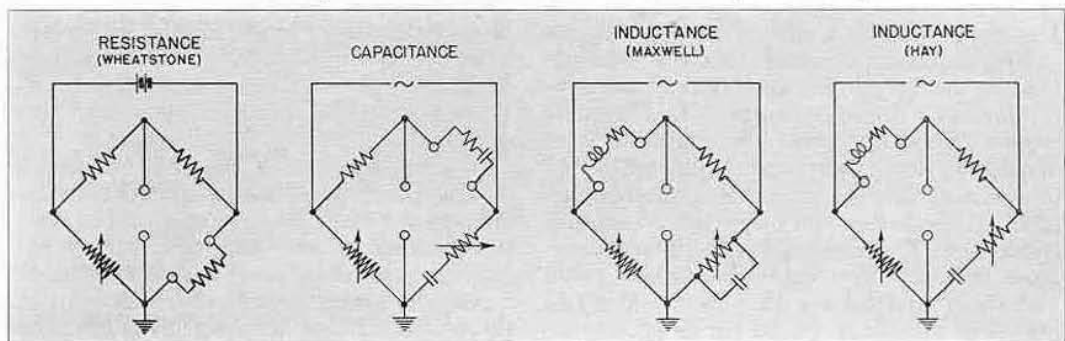 RESISTANCE
(WHEATSTONE)
CAPACITANCE
INDUCTANCE
(MAXWELL)
INDUCTANCE
(HAY)